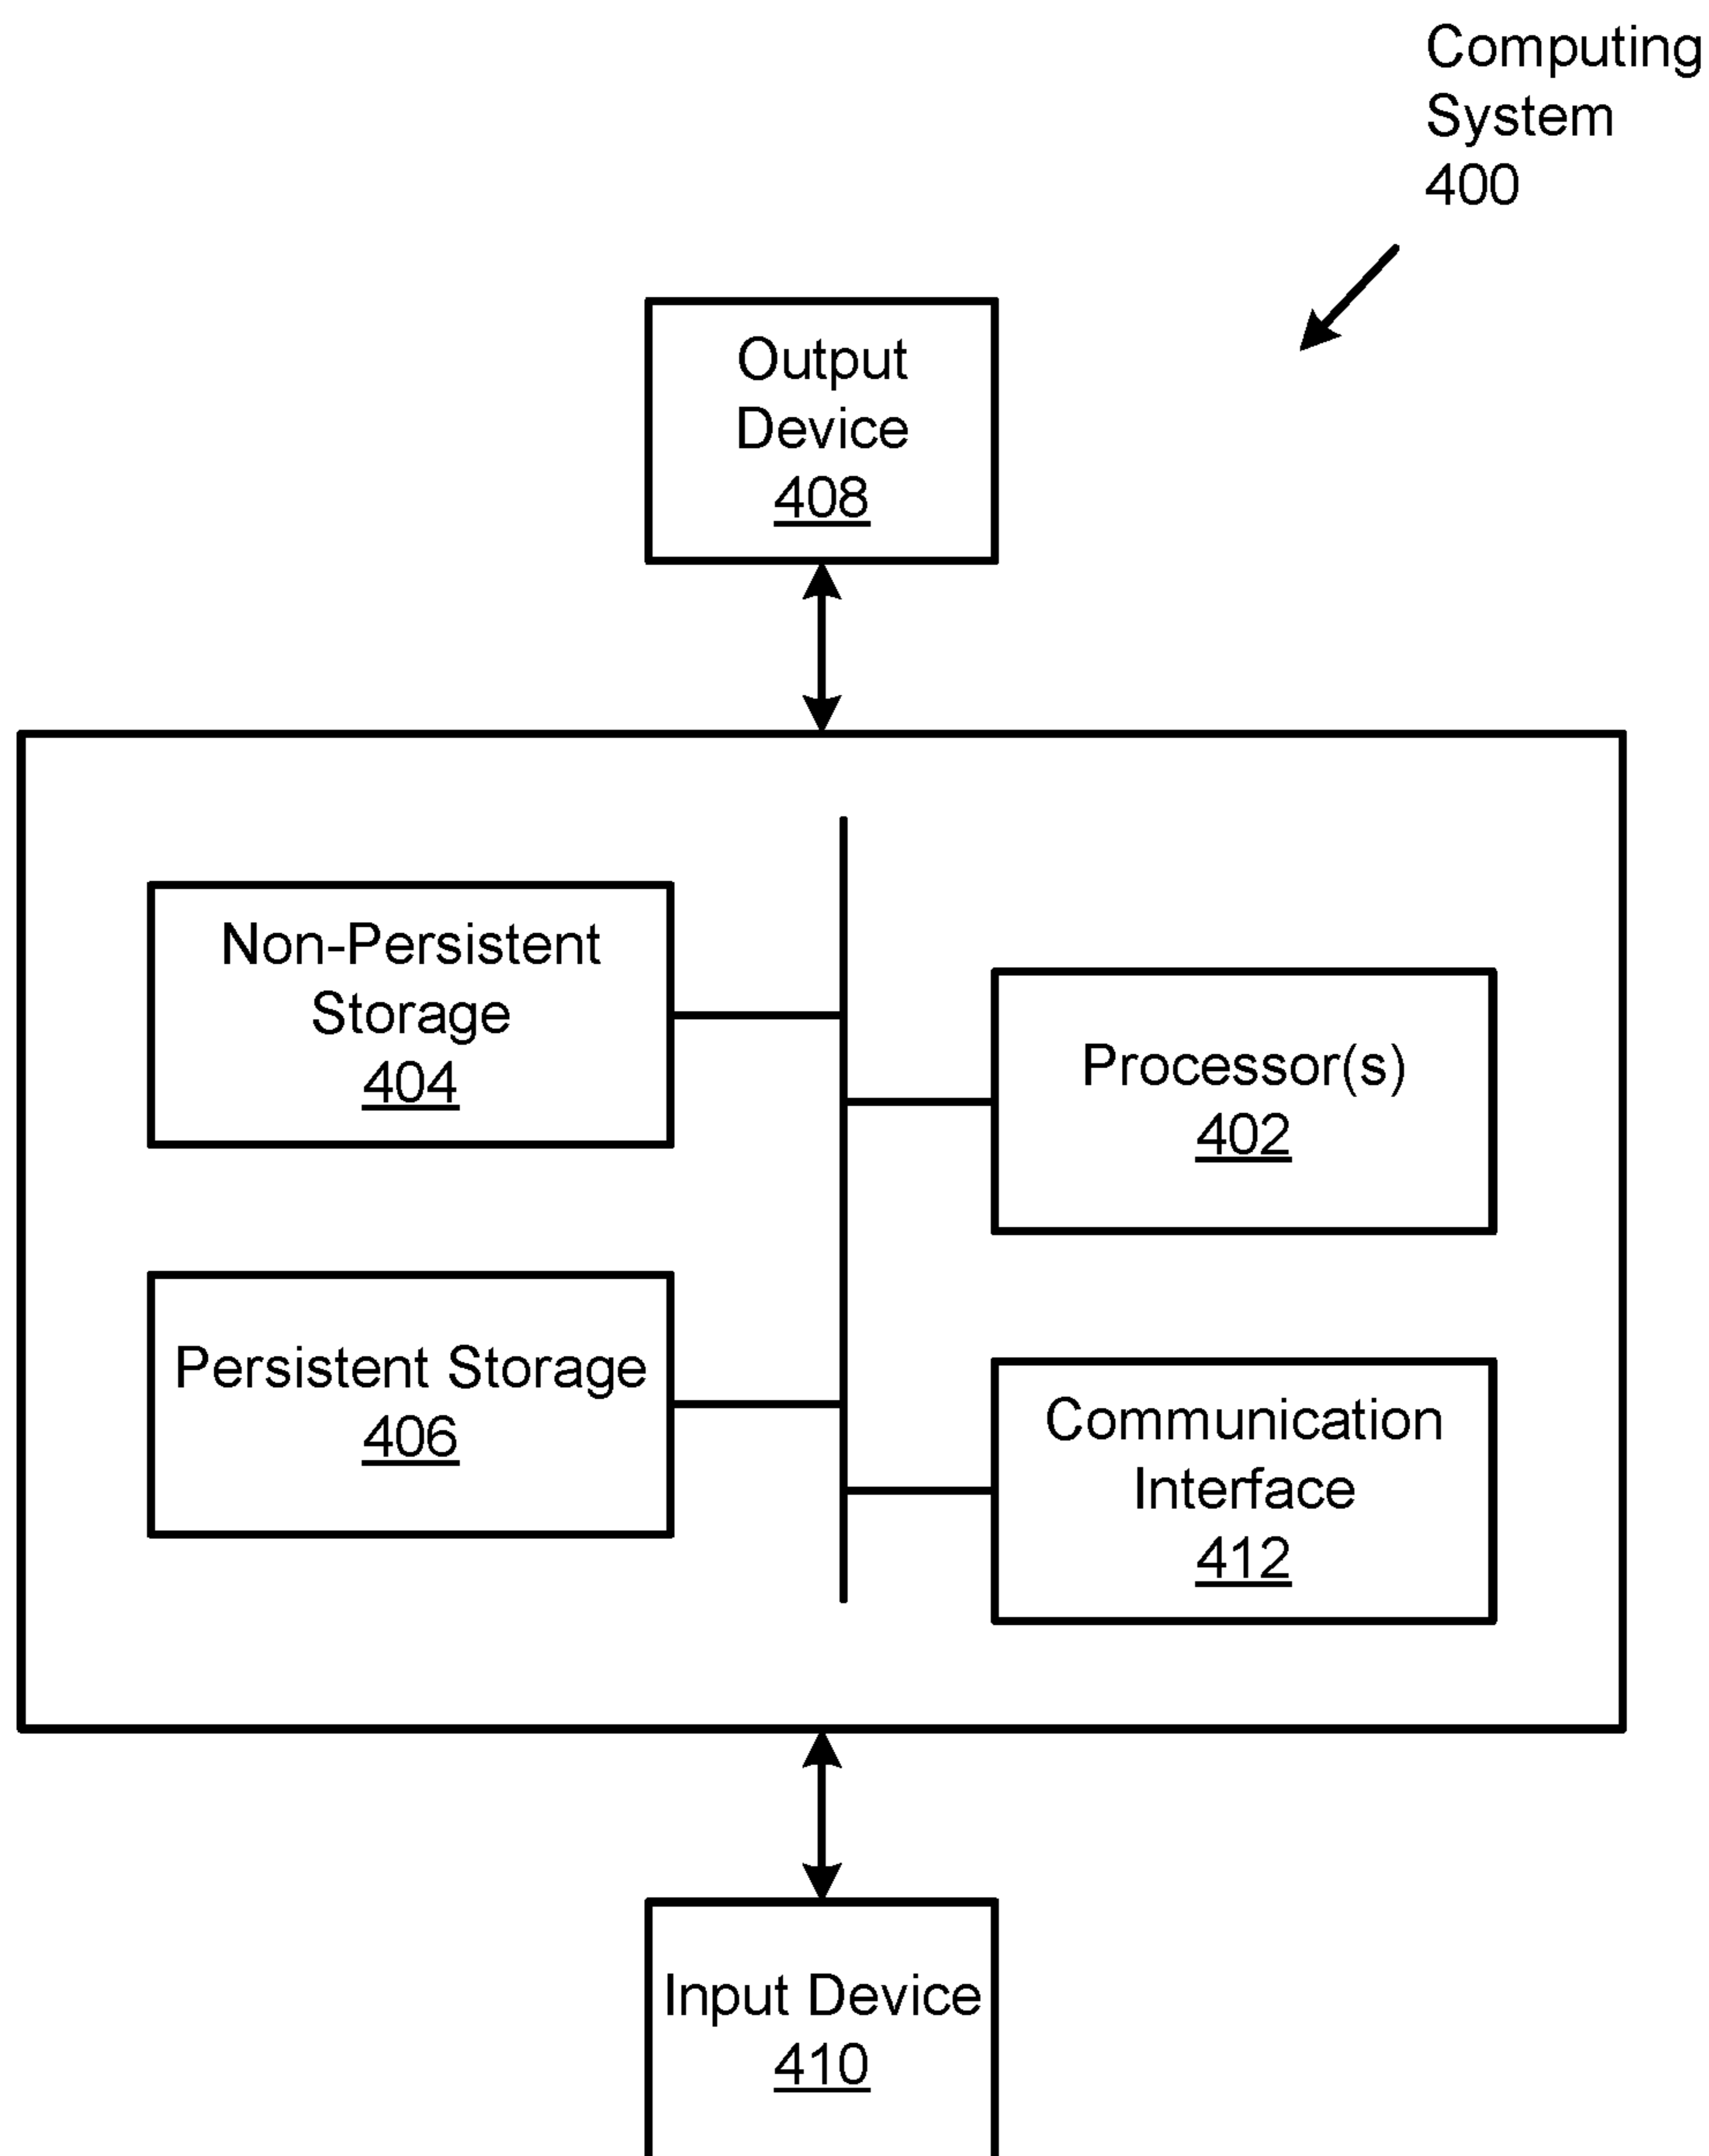 Computing
System
400
Output
Device
408
Non-Persistent
Storage
404
Processor(s)
402
Persistent Storage
406
Communication
Interface
412
Input Device
410